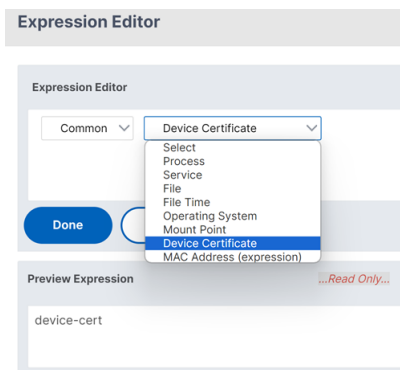 Expression Editor
Expression Editor
Common Device Certificate
Select
Process
Service
File
File Time
Operating System
Mount Point
Device Certificate
MAC Address (expression)
Done
Preview Expression ...Read Only...
device-cert